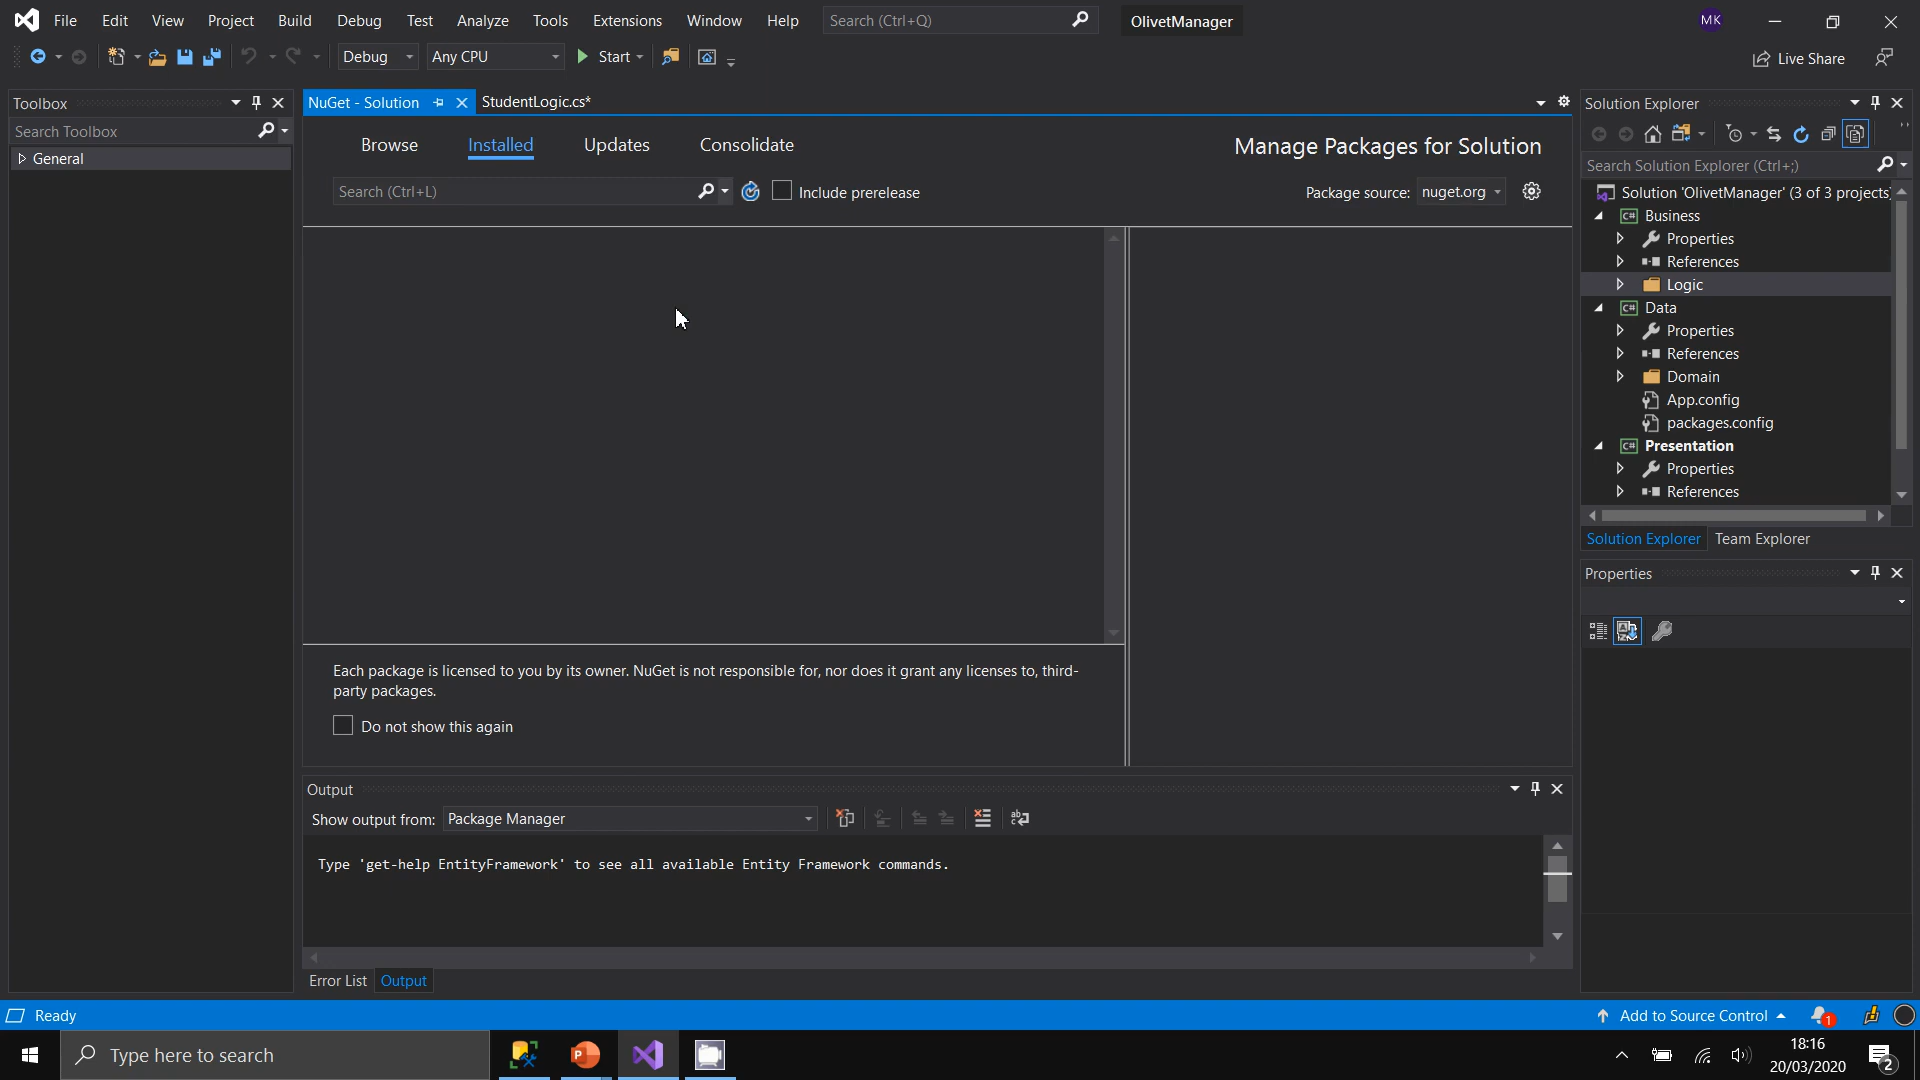 File Edit View Project Build Debug Test Analyze Tools Extensions Window Help Search (Ctrl+Q) OlivetManager MK
Debug Any CPU Start Live Share
Toolbox
Search Toolbox
General
NuGet - Solution StudentLogic.cs*
Browse Installed Updates Consolidate Manage Packages for Solution
Search (Ctrl+L) Include prerelease Package source: nuget.org
Each package is licensed to you by its owner. NuGet is not responsible for, nor does it grant any licenses to, third-
party packages.
Do not show this again
Output
Show output from: Package Manager
Type 'get-help EntityFramework' to see all available Entity Framework commands.
Error List Output
Solution Explorer
Search Solution Explorer (Ctrl+;)
Solution 'OlivetManager' (3 of 3 projects)
C# Business
Properties
References
Logic
C# Data
Properties
References
Domain
App.config
packages.config
C# Presentation
Properties
References
Solution Explorer Team Explorer
Properties
Ready Add to Source Control 1
Type here to search
18:16
20/03/2020
2